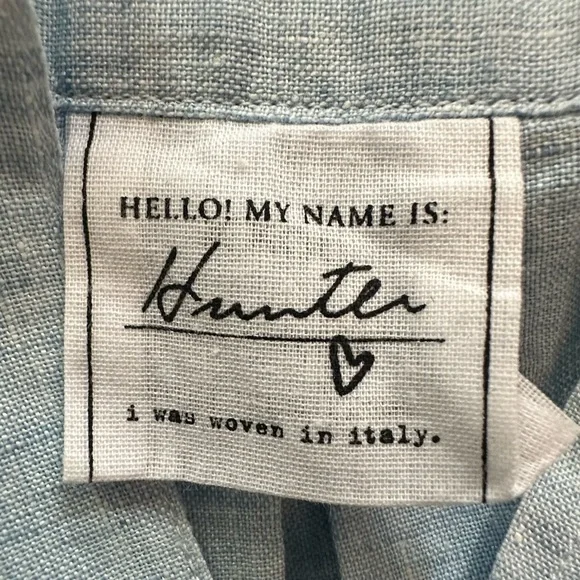 HELLO! MY NAME IS:
Hunter
i was woven in italy.